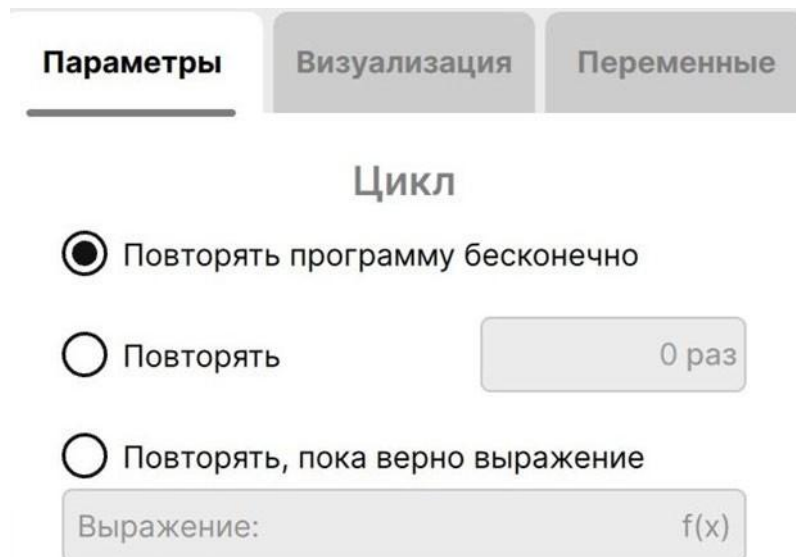 Параметры Визуализация Переменные
Цикл
Повторять программу бесконечно
Повторять 0 раз
Повторять, пока верно выражение
Выражение: f(x)